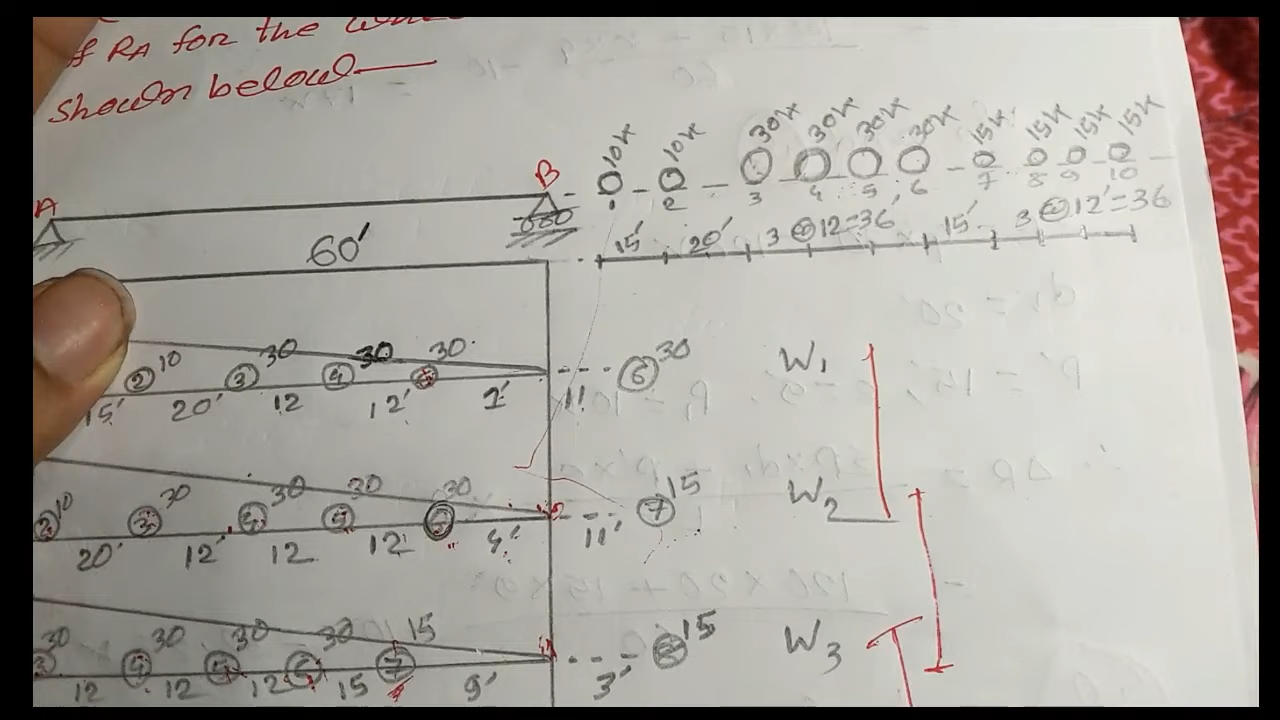 of RA for the
shown below
A B 10k 10k 30k 30k 30k 30k 15k 15k 15k 15k
2 3 4 5 6 7 8 9 10
60' 15' 20' 3@12=36' 15' 3@12'=36
2 10 3 30 4 30 30 6 30 W1
15' 20' 12 12' 1' 11'
2 10 3 30 4 30 5 30 30 7 15 W2
20' 12' 12 12' 4' 11'
3 30 4 30 5 30 6 30 7 15 8 15 W3
12 12 12 15 9' 3'